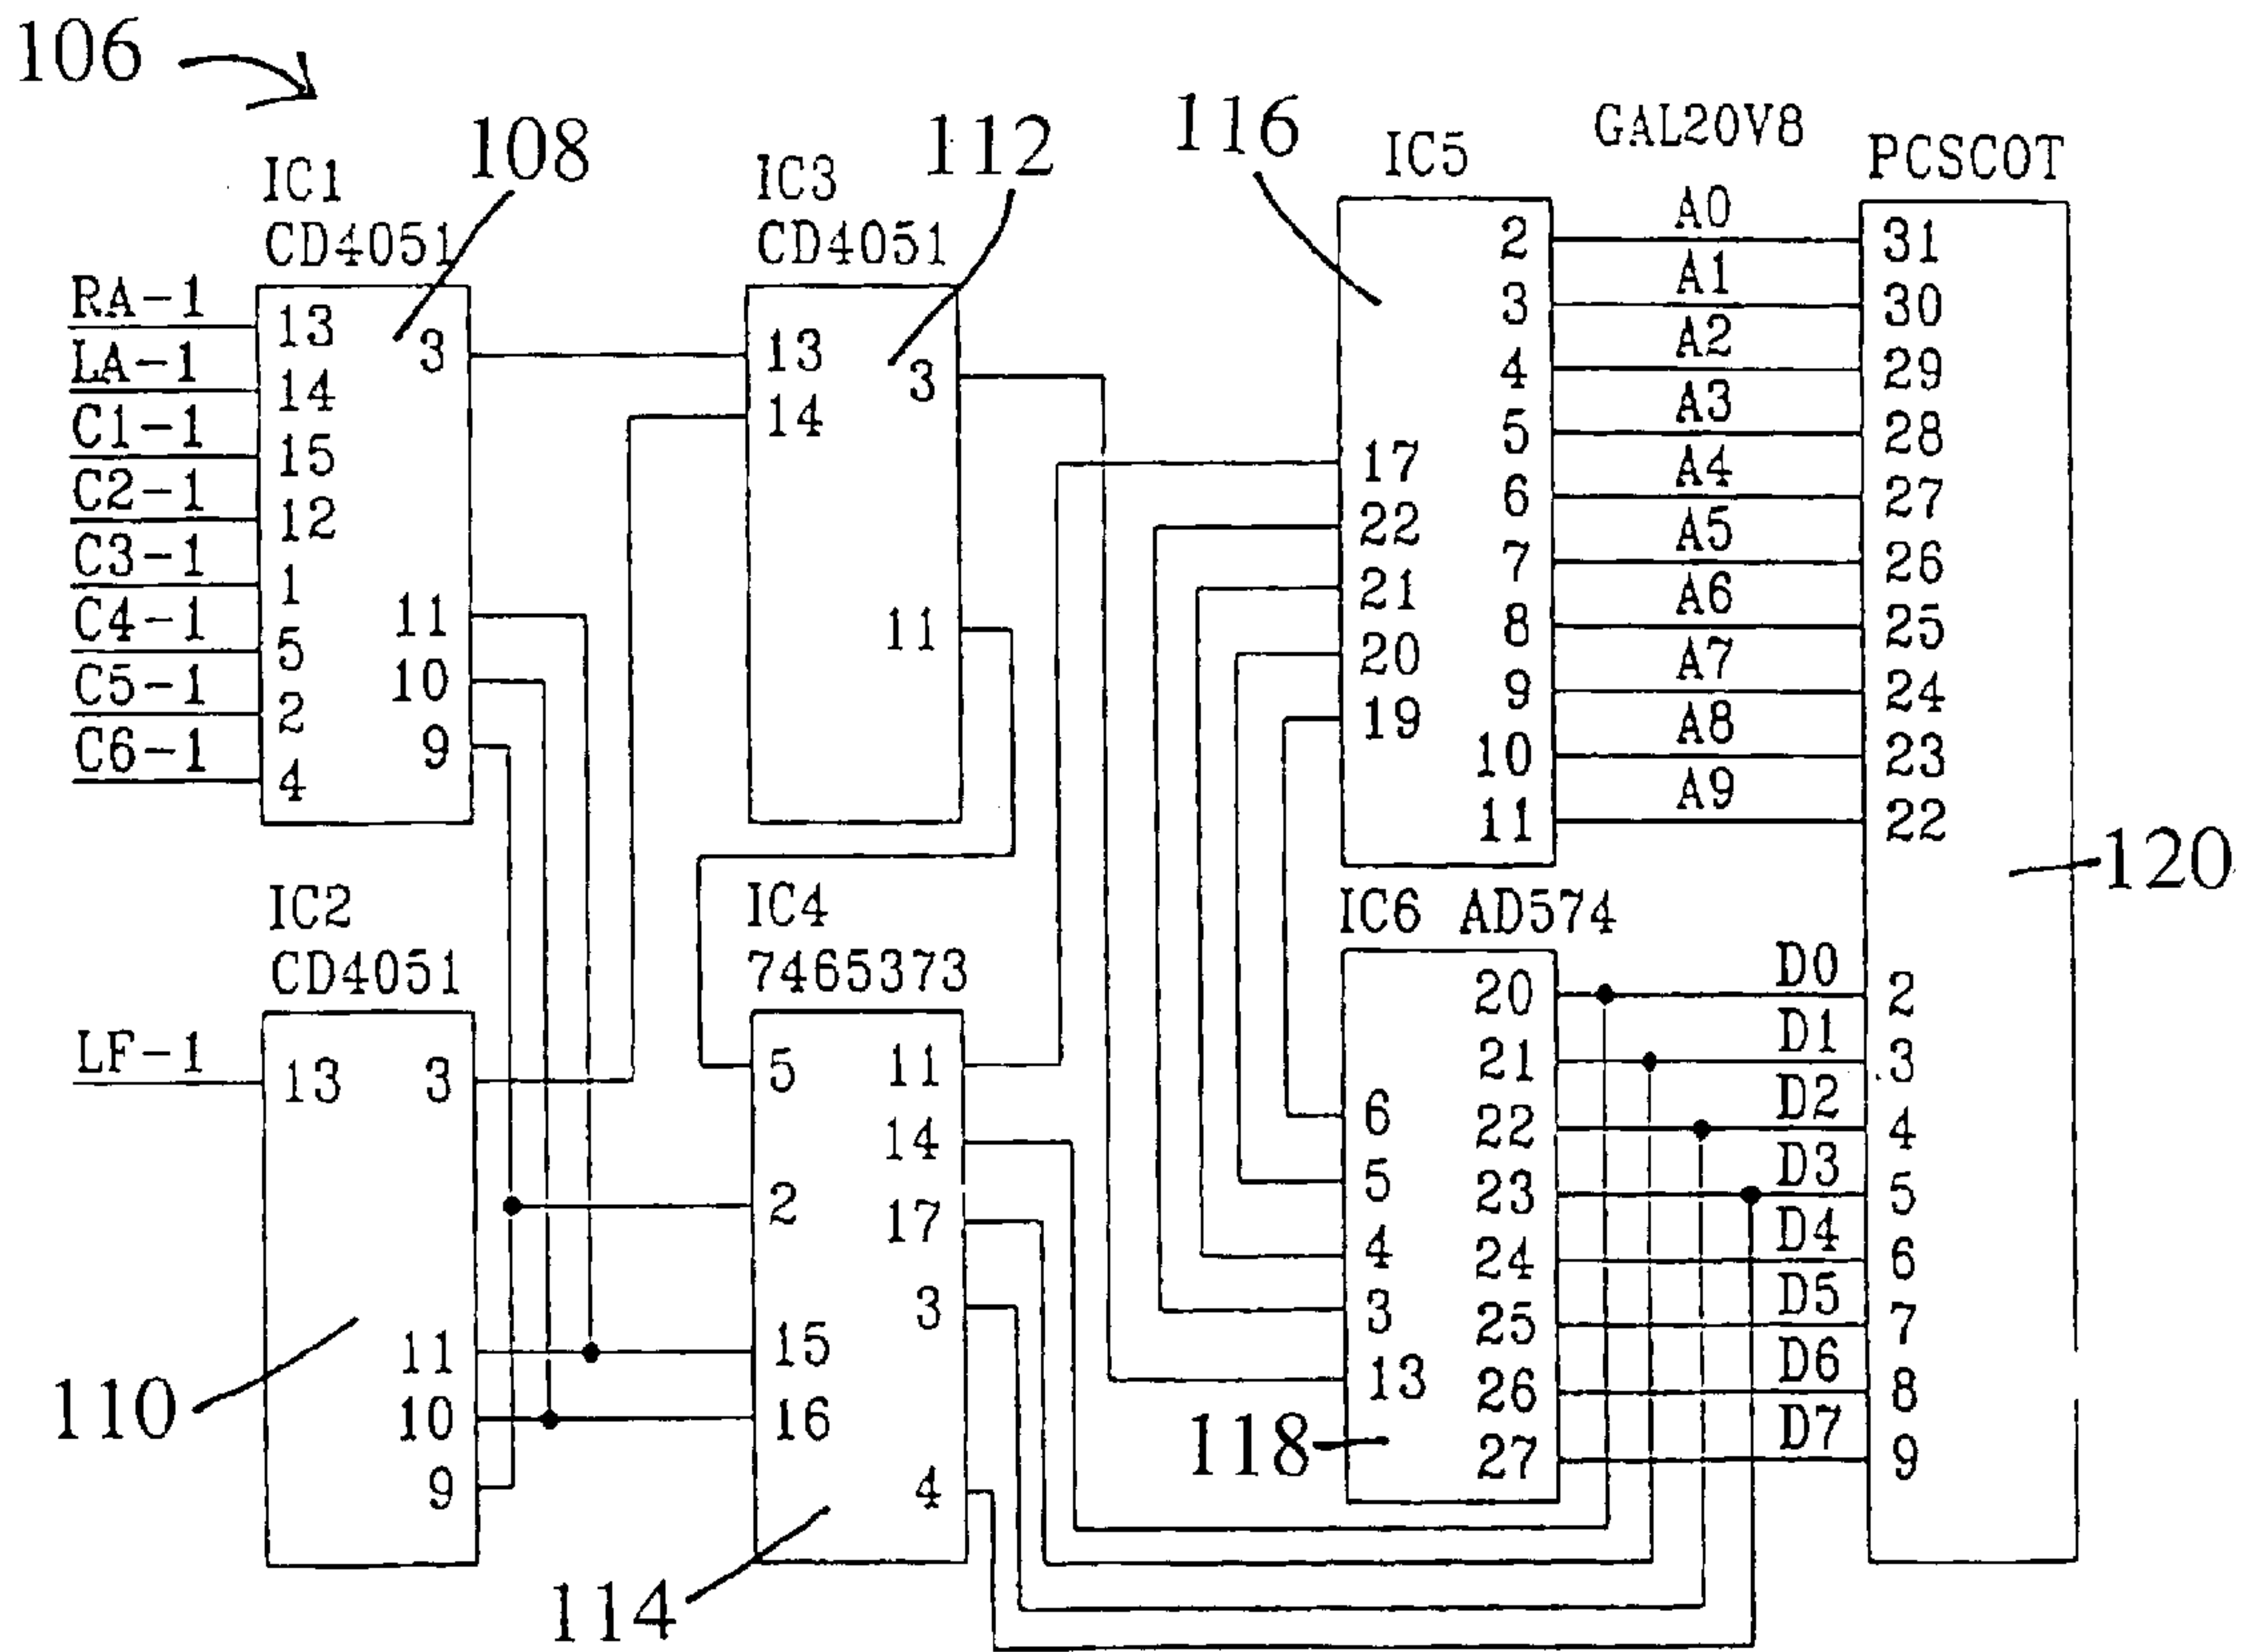 106
108
112
116
GAL20V8
IC1
CD4051
IC3
CD4051
IC5
PCSCOT
RA-1
LA-1
C1-1
C2-1
C3-1
C4-1
C5-1
C6-1
13
14
15
12
1
5
2
4
3
11
10
9
13
14
3
11
17
22
21
20
19
2
3
4
5
6
7
8
9
10
11
A0
A1
A2
A3
A4
A5
A6
A7
A8
A9
31
30
29
28
27
26
25
24
23
22
120
IC2
CD4051
LF-1
13
3
11
10
9
110
IC4
7465373
5
2
15
16
11
14
17
3
4
114
IC6 AD574
6
5
4
3
13
118
20
21
22
23
24
25
26
27
D0
D1
D2
D3
D4
D5
D6
D7
2
3
4
5
6
7
8
9